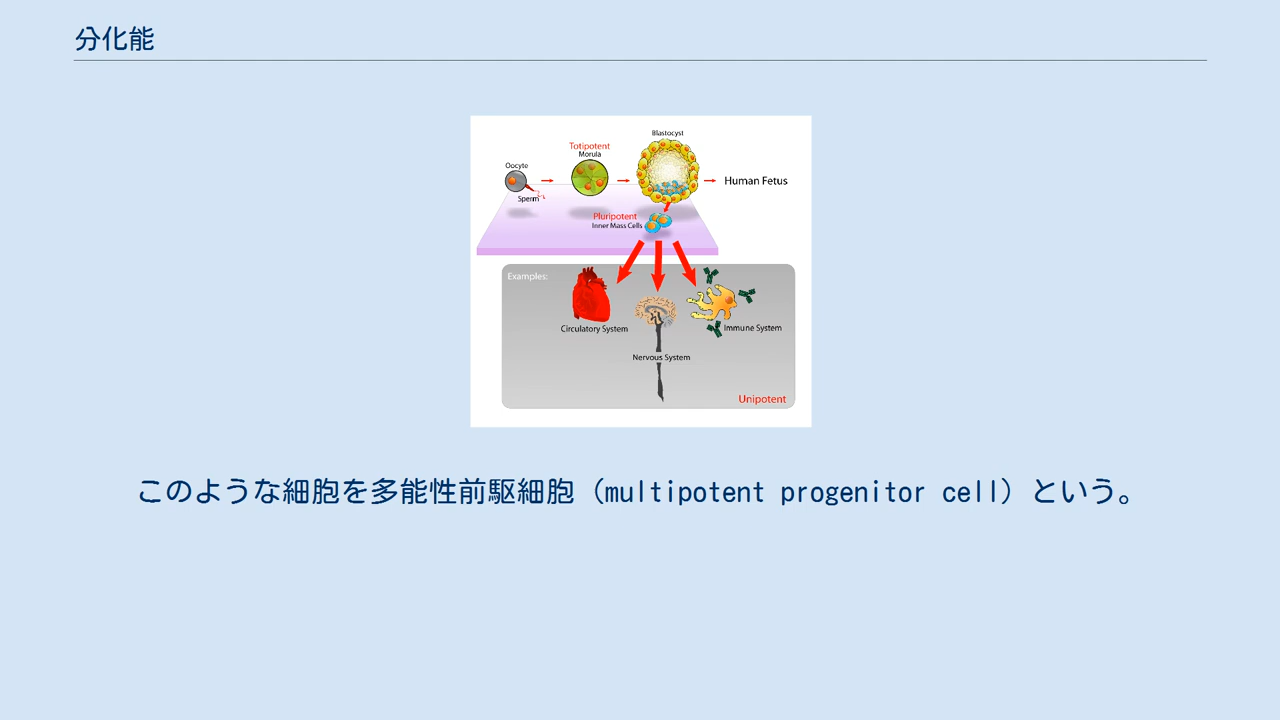 分化能
Blastocyst
Totipotent
Morula
Oocyte
Human Fetus
Sperm
Pluripotent
Inner Mass Cells
Examples:
Circulatory System
Immune System
Nervous System
Unipotent
このような細胞を多能性前駆細胞（multipotent progenitor cell）という。